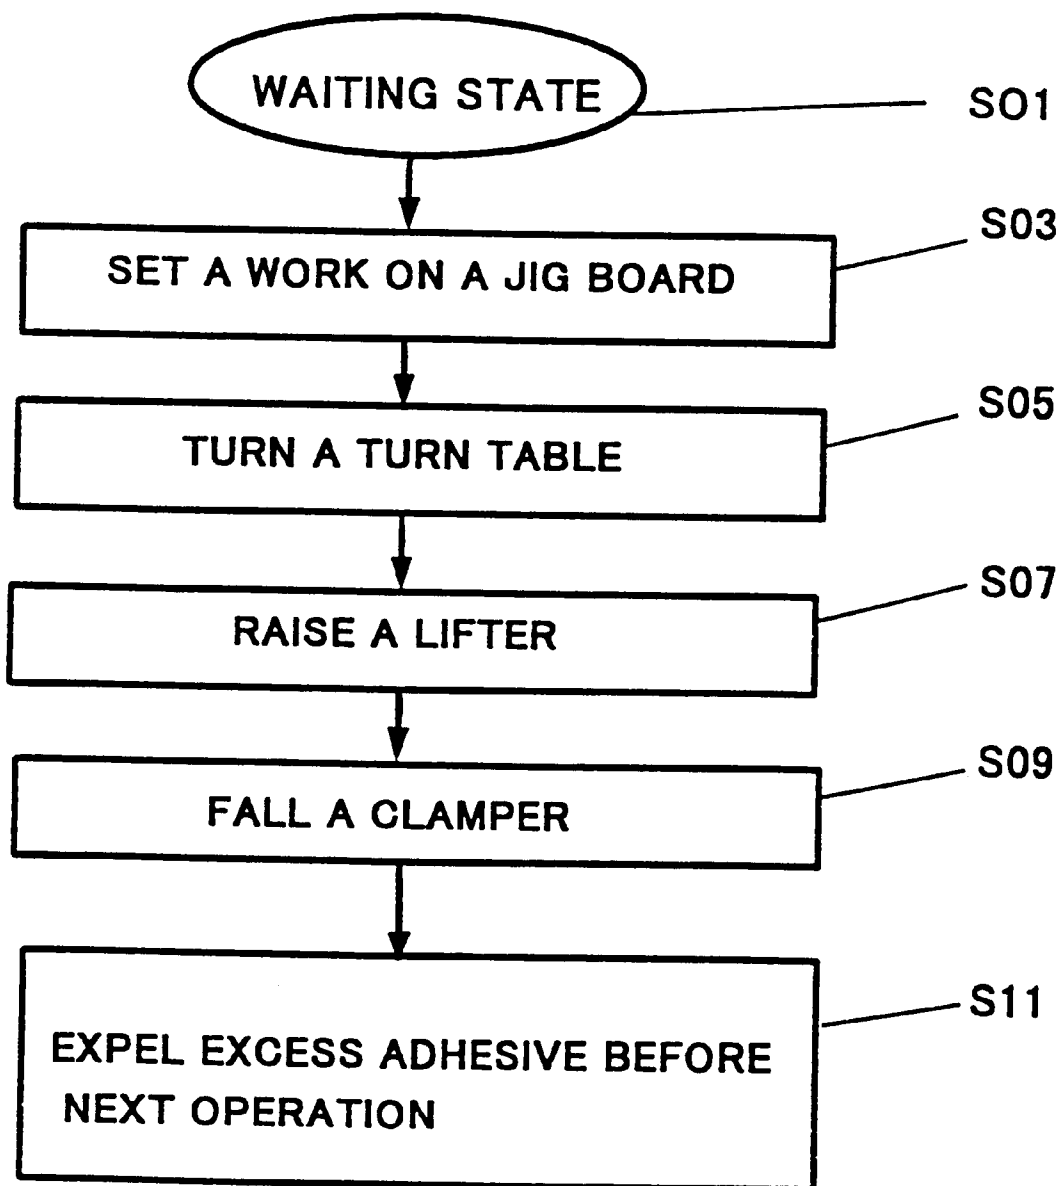 WAITING STATE
S01
S03
SET A WORK ON A JIG BOARD
S05
TURN A TURN TABLE
S07
RAISE A LIFTER
S09
FALL A CLAMPER
S11
EXPEL EXCESS ADHESIVE BEFORE
NEXT OPERATION